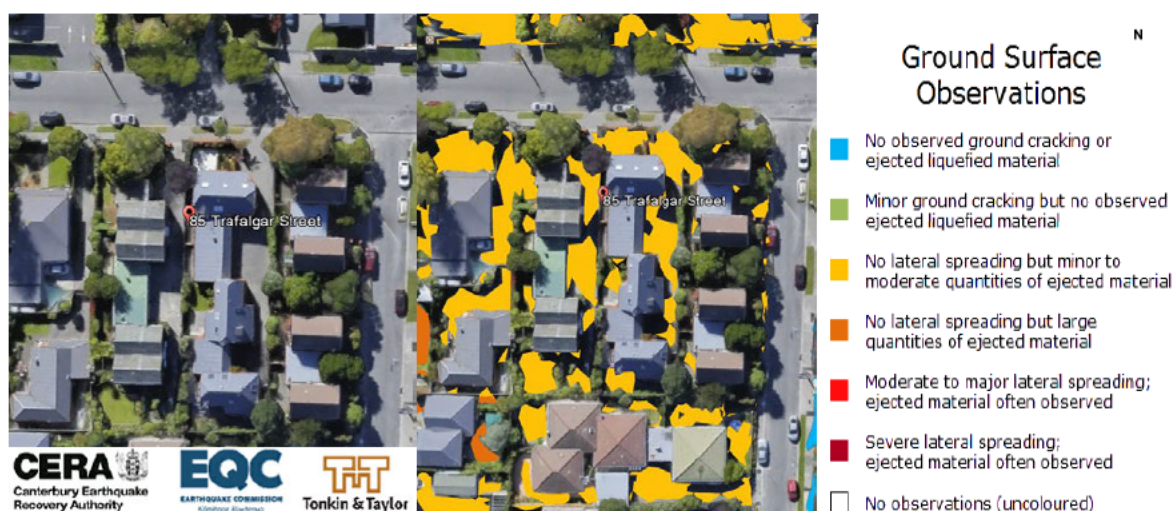 85 Trafalgar Street
85 Trafalgar Street
CERA
Canterbury Earthquake
Recovery Authority
EQC
EARTHQUAKE COMMISSION
T+T
Tonkin & Taylor
N
Ground Surface
Observations
No observed ground cracking or
ejected liquefied material
Minor ground cracking but no observed
ejected liquefied material
No lateral spreading but minor to
moderate quantities of ejected material
No lateral spreading but large
quantities of ejected material
Moderate to major lateral spreading;
ejected material often observed
Severe lateral spreading;
ejected material often observed
No observations (uncoloured)